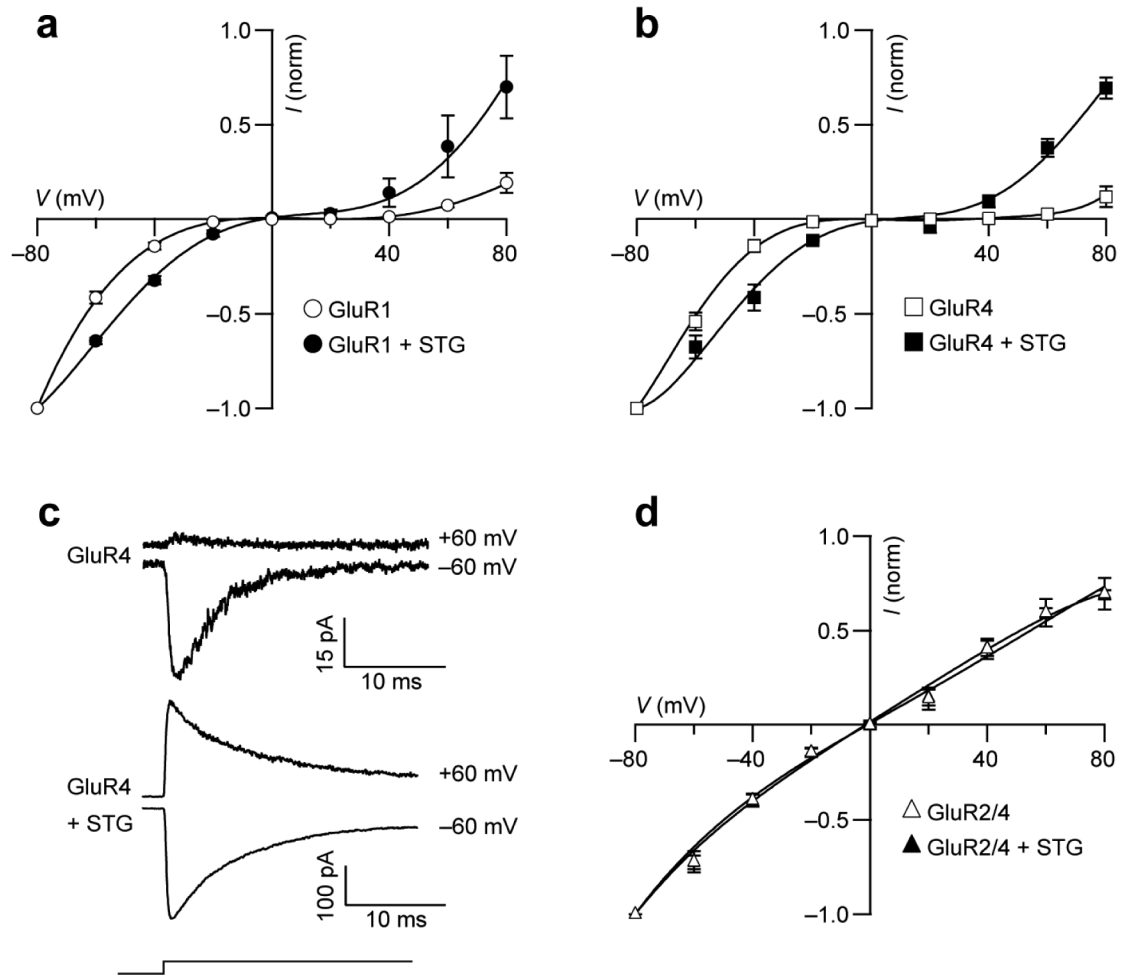 a
1.0
I (norm)
0.5
V (mV)
–80
40
80
–0.5
–1.0
GluR1
GluR1 + STG
b
1.0
I (norm)
0.5
V (mV)
–80
40
80
–0.5
–1.0
GluR4
GluR4 + STG
c
GluR4
+60 mV
–60 mV
15 pA
10 ms
GluR4
+ STG
+60 mV
–60 mV
100 pA
10 ms
d
1.0
I (norm)
0.5
V (mV)
–80
–40
40
80
–0.5
–1.0
GluR2/4
GluR2/4 + STG